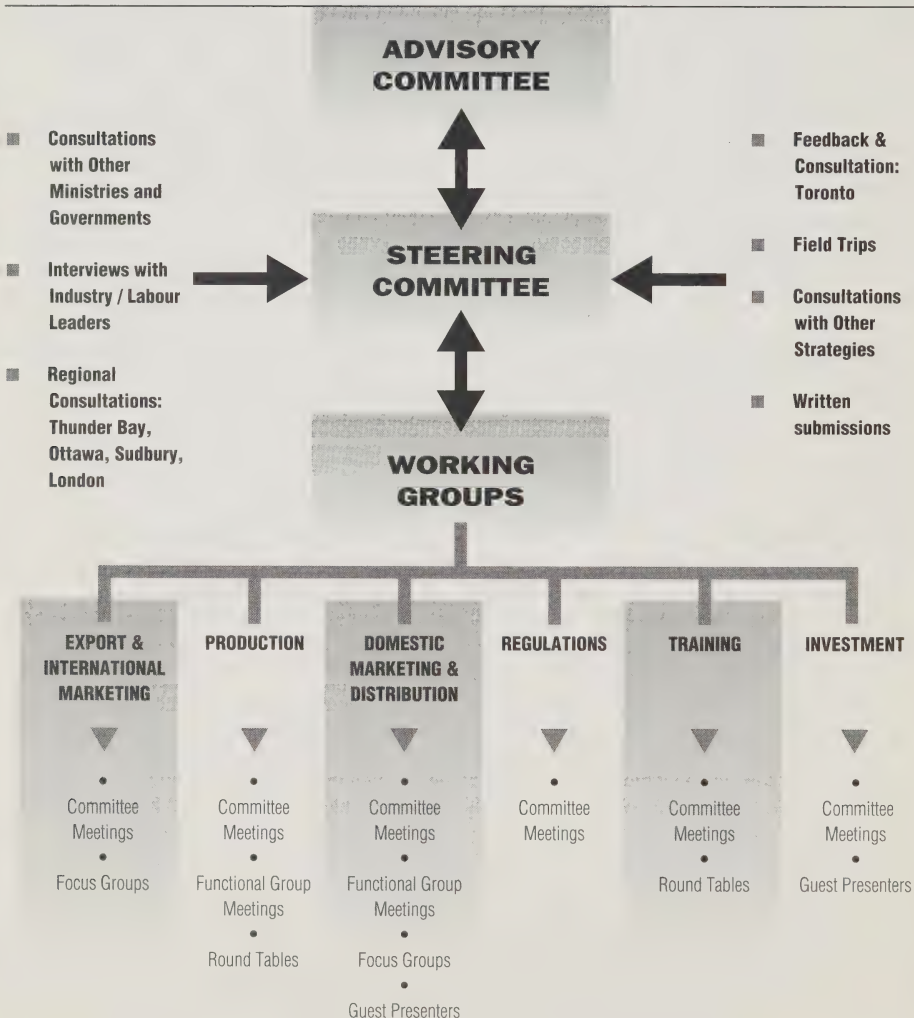 ADVISORY
COMMITTEE
Consultations
with Other
Ministries and
Governments
Interviews with
Industry / Labour
Leaders
Regional
Consultations:
Thunder Bay,
Ottawa, Sudbury,
London
STEERING
COMMITTEE
Feedback &
Consultation:
Toronto
Field Trips
Consultations
with Other
Strategies
Written
submissions
WORKING
GROUPS
EXPORT &
INTERNATIONAL
MARKETING
• Committee
Meetings
• Focus Groups
PRODUCTION
• Committee
Meetings
• Functional Group
Meetings
• Round Tables
DOMESTIC
MARKETING &
DISTRIBUTION
• Committee
Meetings
• Functional Group
Meetings
• Focus Groups
• Guest Presenters
REGULATIONS
• Committee
Meetings
TRAINING
• Committee
Meetings
• Round Tables
INVESTMENT
• Committee
Meetings
• Guest Presenters